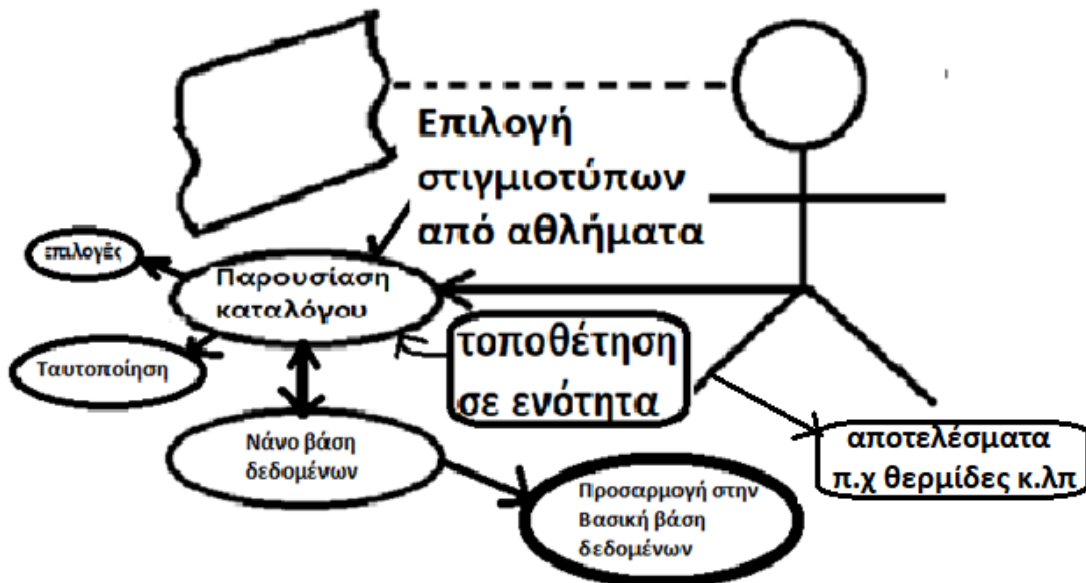 Επιλογή
στιγμιοτύπων
από αθλήματα
επιλογές
Παρουσίαση
καταλόγου
τοποθέτηση
σε ενότητα
Ταυτοποίηση
Νάνο βάση
δεδομένων
αποτελέσματα
π.χ θερμίδες κ.λπ
Προσαρμογή στην
Βασική βάση
δεδομένων